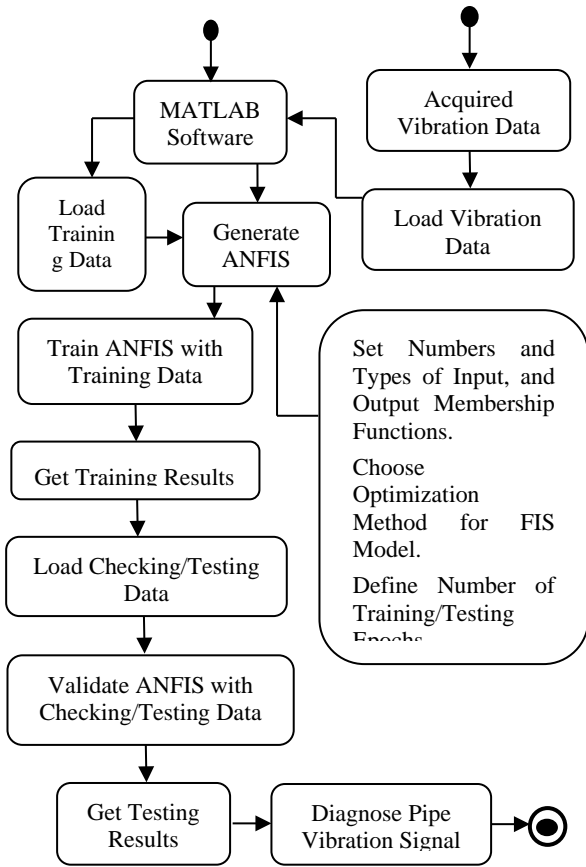 MATLAB
Software
Acquired
Vibration Data
Load
Trainin
g Data
Generate
ANFIS
Load Vibration
Data
Train ANFIS with
Training Data
Set Numbers and
Types of Input, and
Output Membership
Functions.
Choose
Optimization
Method for FIS
Model.
Define Number of
Training/Testing
Epochs
Get Training Results
Load Checking/Testing
Data
Validate ANFIS with
Checking/Testing Data
Get Testing
Results
Diagnose Pipe
Vibration Signal